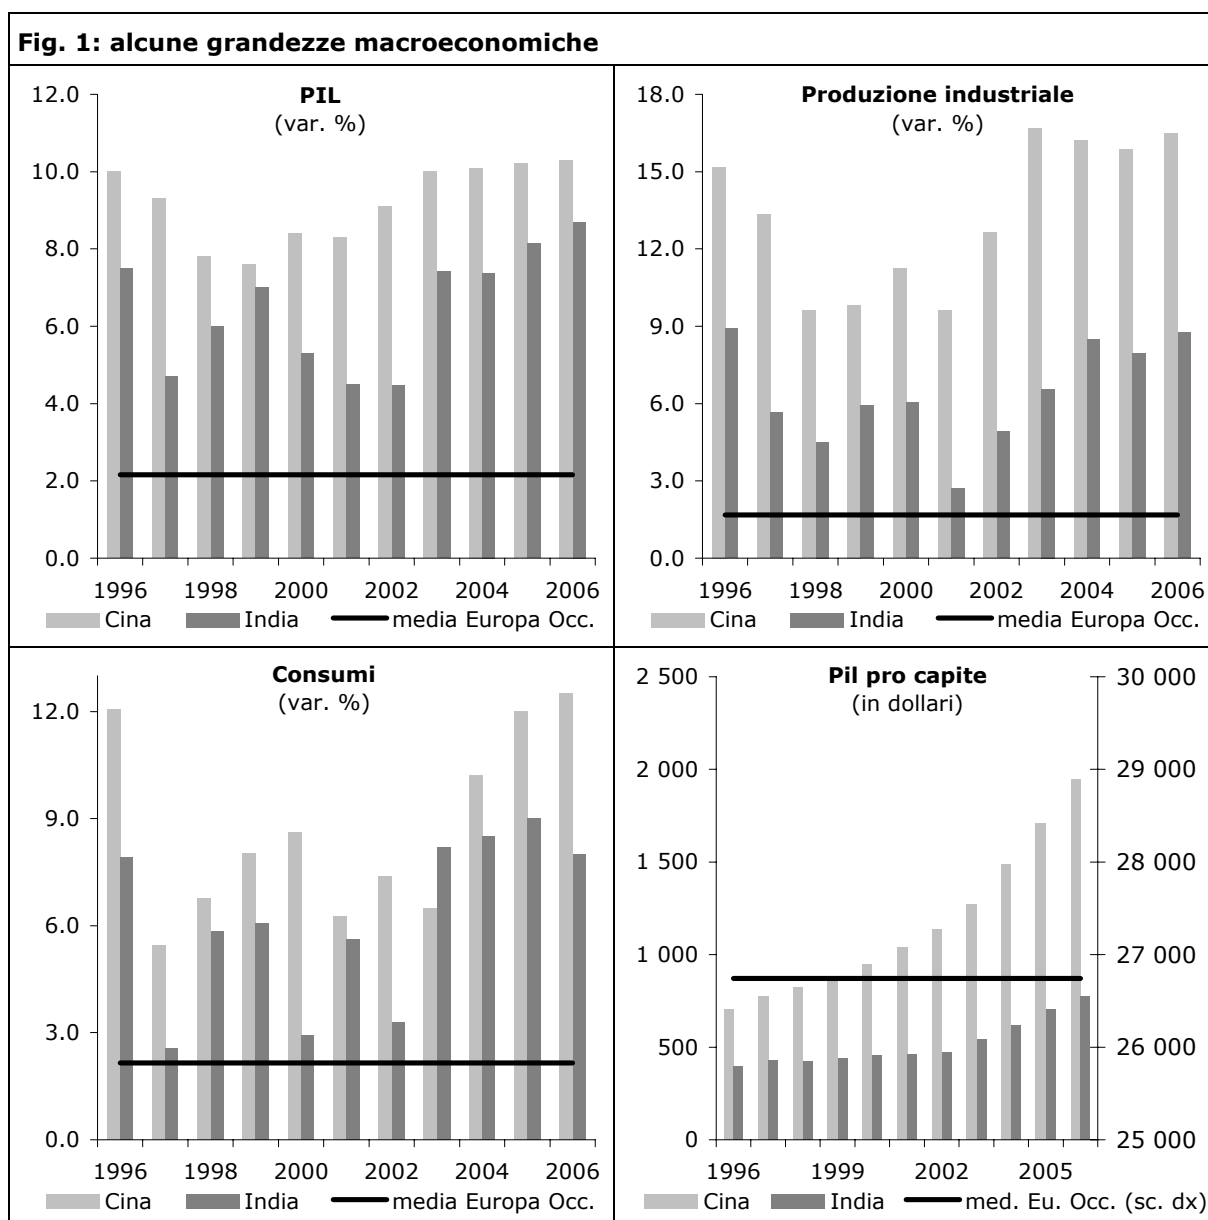 Fig. 1: alcune grandezze macroeconomiche
PIL
(var. %)
12.0
10.0
8.0
6.0
4.0
2.0
0.0
1996 1998 2000 2002 2004 2006
Cina India media Europa Occ.
Produzione industriale
(var. %)
18.0
15.0
12.0
9.0
6.0
3.0
0.0
1996 1998 2000 2002 2004 2006
Cina India media Europa Occ.
Consumi
(var. %)
12.0
9.0
6.0
3.0
0.0
1996 1998 2000 2002 2004 2006
Cina India media Europa Occ.
Pil pro capite
(in dollari)
2 500 30 000
2 000 29 000
1 500 28 000
1 000 27 000
500 26 000
0 25 000
1996 1999 2002 2005
Cina India med. Eu. Occ. (sc. dx)